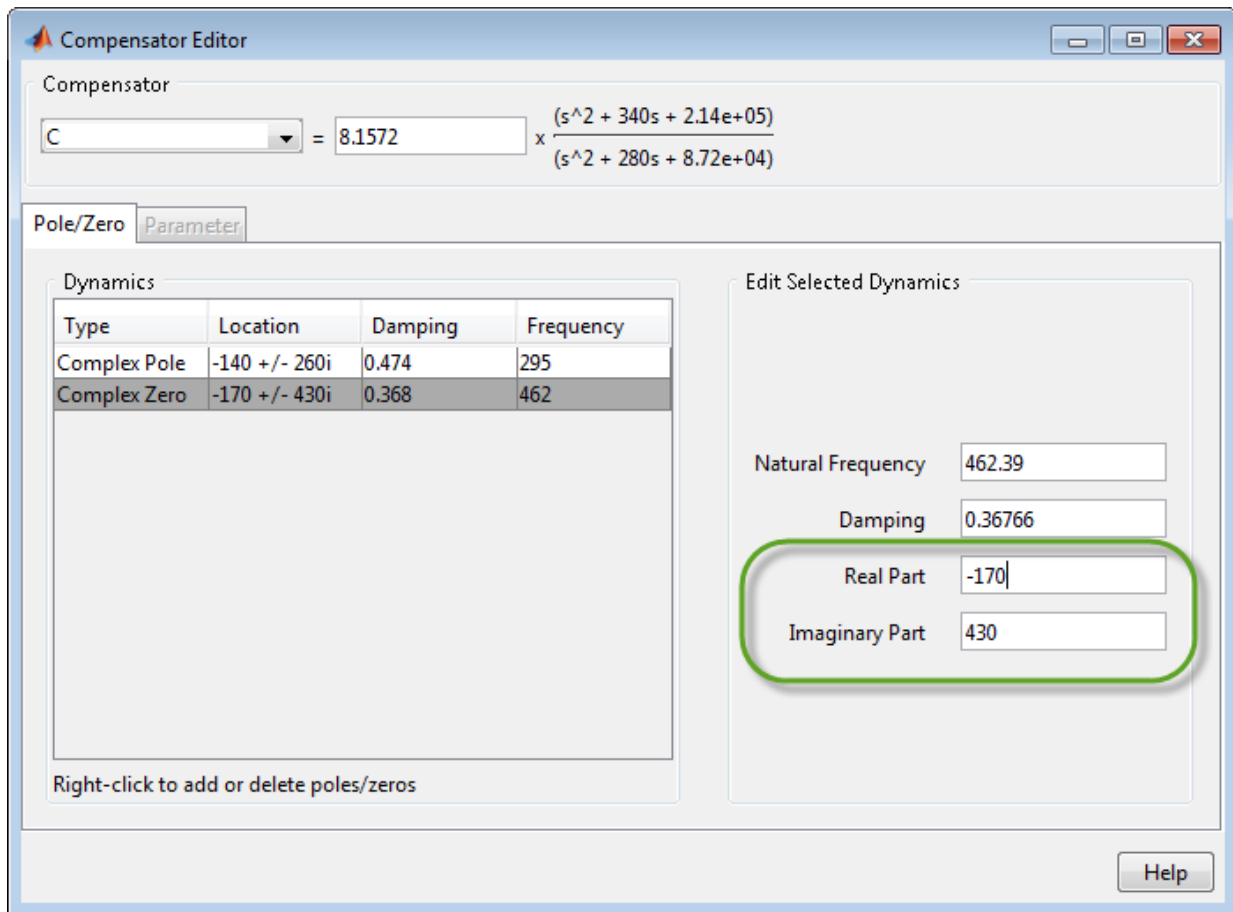 Compensator Editor
Compensator
C = 8.1572 x (s^2 + 340s + 2.14e+05)
(s^2 + 280s + 8.72e+04)
Pole/Zero Parameter
Dynamics
Type Location Damping Frequency
Complex Pole -140 +/- 260i 0.474 295
Complex Zero -170 +/- 430i 0.368 462
Right-click to add or delete poles/zeros
Edit Selected Dynamics
Natural Frequency 462.39
Damping 0.36766
Real Part -170
Imaginary Part 430
Help